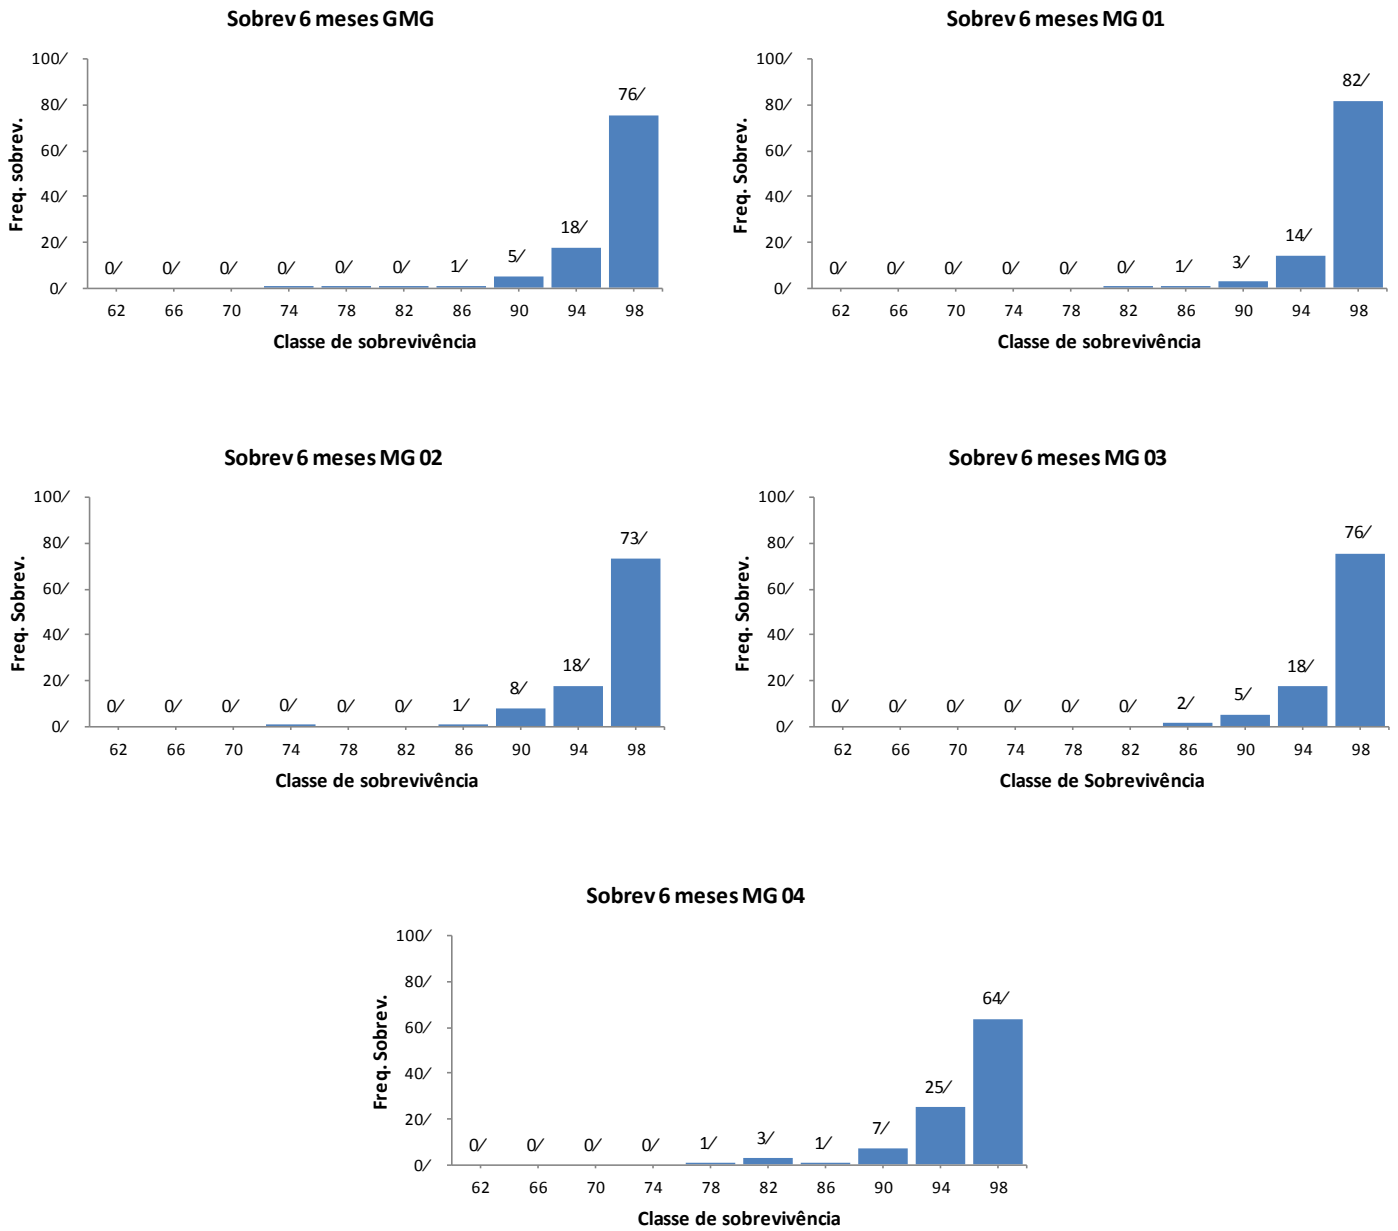 Sobrev 6 meses GMG
100⁄
80⁄
60⁄
40⁄
20⁄
0⁄
Freq. sobrev.
0⁄ 0⁄ 0⁄ 0⁄ 0⁄ 0⁄ 1⁄ 5⁄ 18⁄ 76⁄
62 66 70 74 78 82 86 90 94 98
Classe de sobrevivência
Sobrev 6 meses MG 01
100⁄
80⁄
60⁄
40⁄
20⁄
0⁄
Freq. Sobrev.
0⁄ 0⁄ 0⁄ 0⁄ 0⁄ 0⁄ 1⁄ 3⁄ 14⁄ 82⁄
62 66 70 74 78 82 86 90 94 98
Classe de sobrevivência
Sobrev 6 meses MG 02
100⁄
80⁄
60⁄
40⁄
20⁄
0⁄
Freq. Sobrev.
0⁄ 0⁄ 0⁄ 0⁄ 0⁄ 0⁄ 1⁄ 8⁄ 18⁄ 73⁄
62 66 70 74 78 82 86 90 94 98
Classe de sobrevivência
Sobrev 6 meses MG 03
100⁄
80⁄
60⁄
40⁄
20⁄
0⁄
Freq. Sobrev.
0⁄ 0⁄ 0⁄ 0⁄ 0⁄ 0⁄ 2⁄ 5⁄ 18⁄ 76⁄
62 66 70 74 78 82 86 90 94 98
Classe de Sobrevivência
Sobrev 6 meses MG 04
100⁄
80⁄
60⁄
40⁄
20⁄
0⁄
Freq. Sobrev.
0⁄ 0⁄ 0⁄ 0⁄ 1⁄ 3⁄ 1⁄ 7⁄ 25⁄ 64⁄
62 66 70 74 78 82 86 90 94 98
Classe de sobrevivência